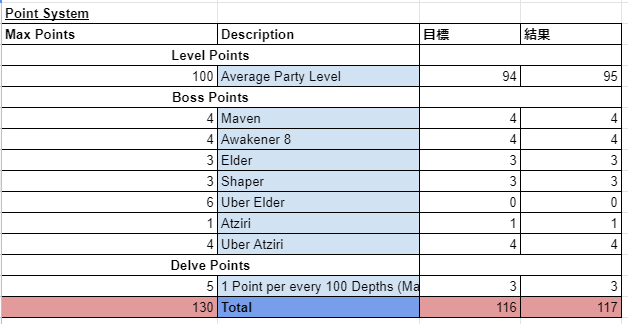 Point System
Max Points Description 目標 結果
Level Points
100 Average Party Level 94 95
Boss Points
4 Maven 4 4
4 Awakener 8 4 4
3 Elder 3 3
3 Shaper 3 3
6 Uber Elder 0 0
1 Atziri 1 1
4 Uber Atziri 4 4
Delve Points
5 1 Point per every 100 Depths (Ma 3 3
130 Total 116 117